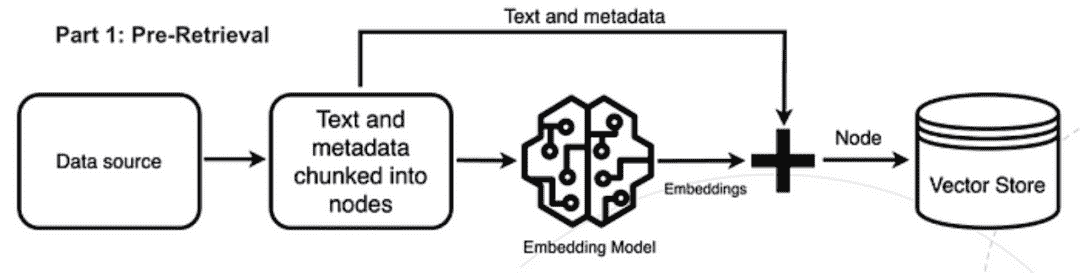 Text and metadata
Part 1: Pre-Retrieval
Data source
Text and
metadata
chunked into
nodes
Embedding Model
Embeddings
Node
Vector Store